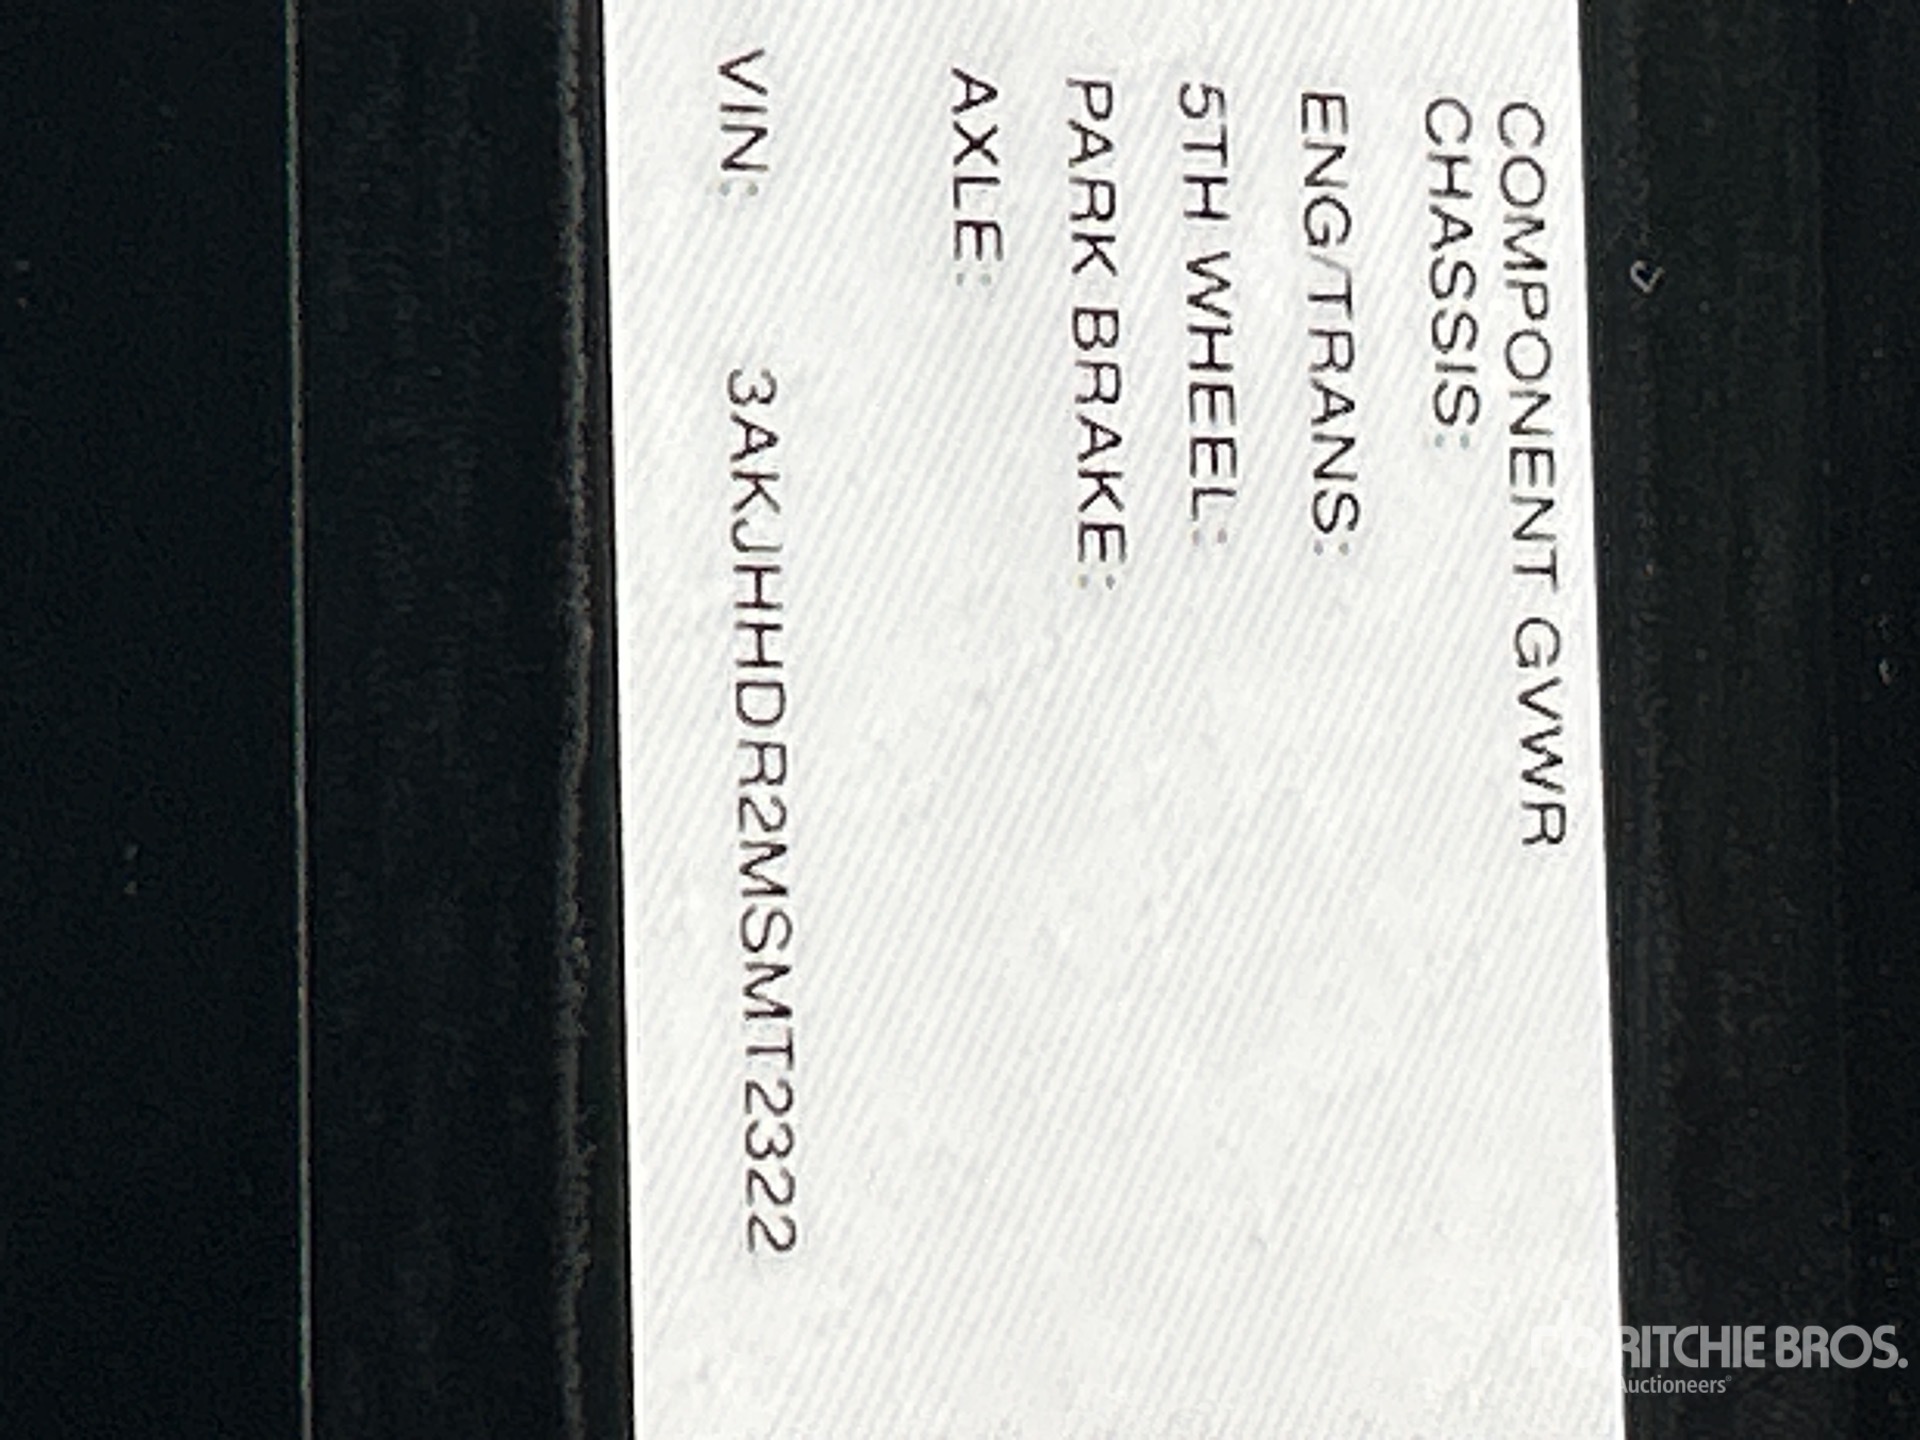 COMPONENT GVWR
CHASSIS:
ENG/TRANS:
5TH WHEEL:
PARK BRAKE:
AXLE:
VIN: 3AKJHHDR2MSMT2322
RITCHIE BROS.
Auctioneers®